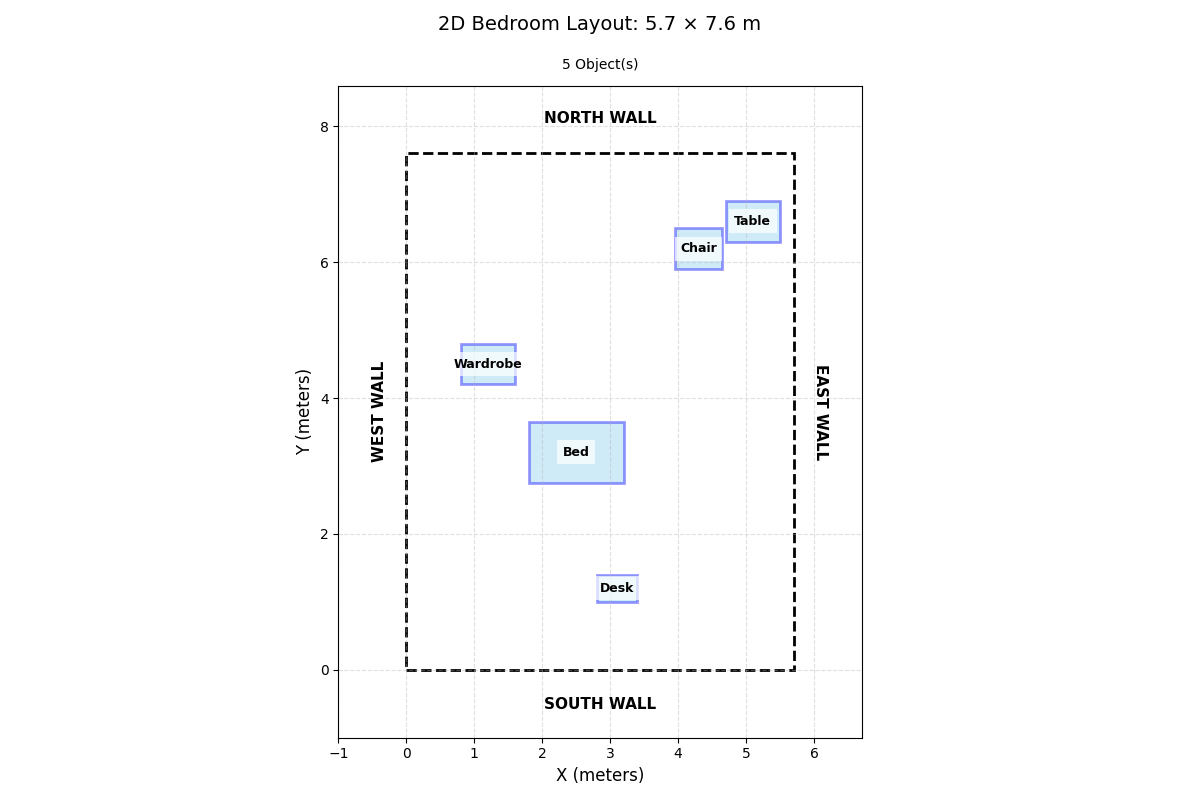 2D Bedroom Layout: 5.7 × 7.6 m
5 Object(s)
NORTH WALL
Table
Chair
Wardrobe
Bed
Desk
WEST WALL
EAST WALL
SOUTH WALL
Y (meters)
8
6
4
2
0
−1 0 1 2 3 4 5 6
X (meters)